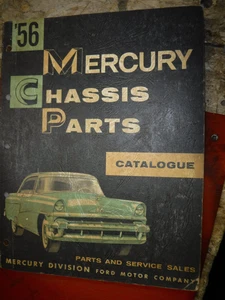 '56
MERCURY
CHASSIS
PARTS
CATALOGUE
PARTS AND SERVICE SALES
MERCURY DIVISION FORD MOTOR COMPANY